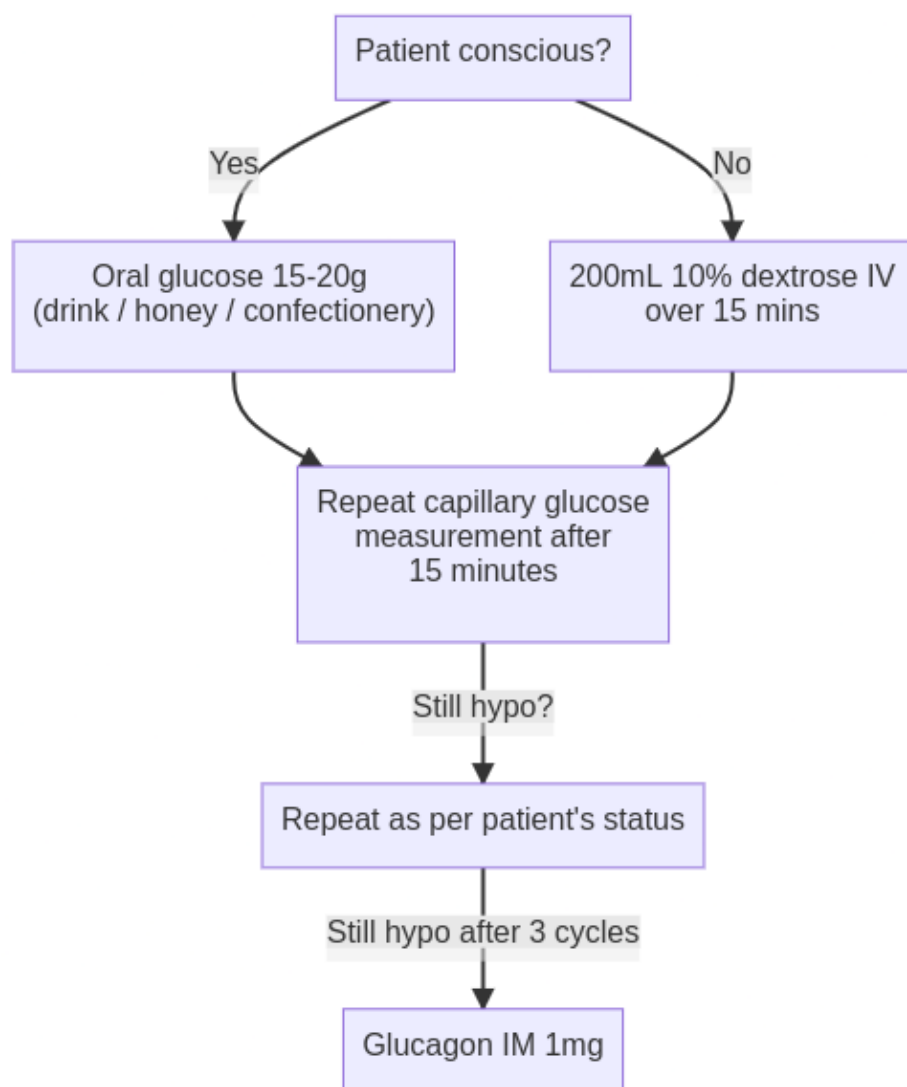 Patient conscious?
Yes
No
Oral glucose 15-20g
(drink / honey / confectionery)
200mL 10% dextrose IV
over 15 mins
Repeat capillary glucose
measurement after
15 minutes
Still hypo?
Repeat as per patient's status
Still hypo after 3 cycles
Glucagon IM 1mg